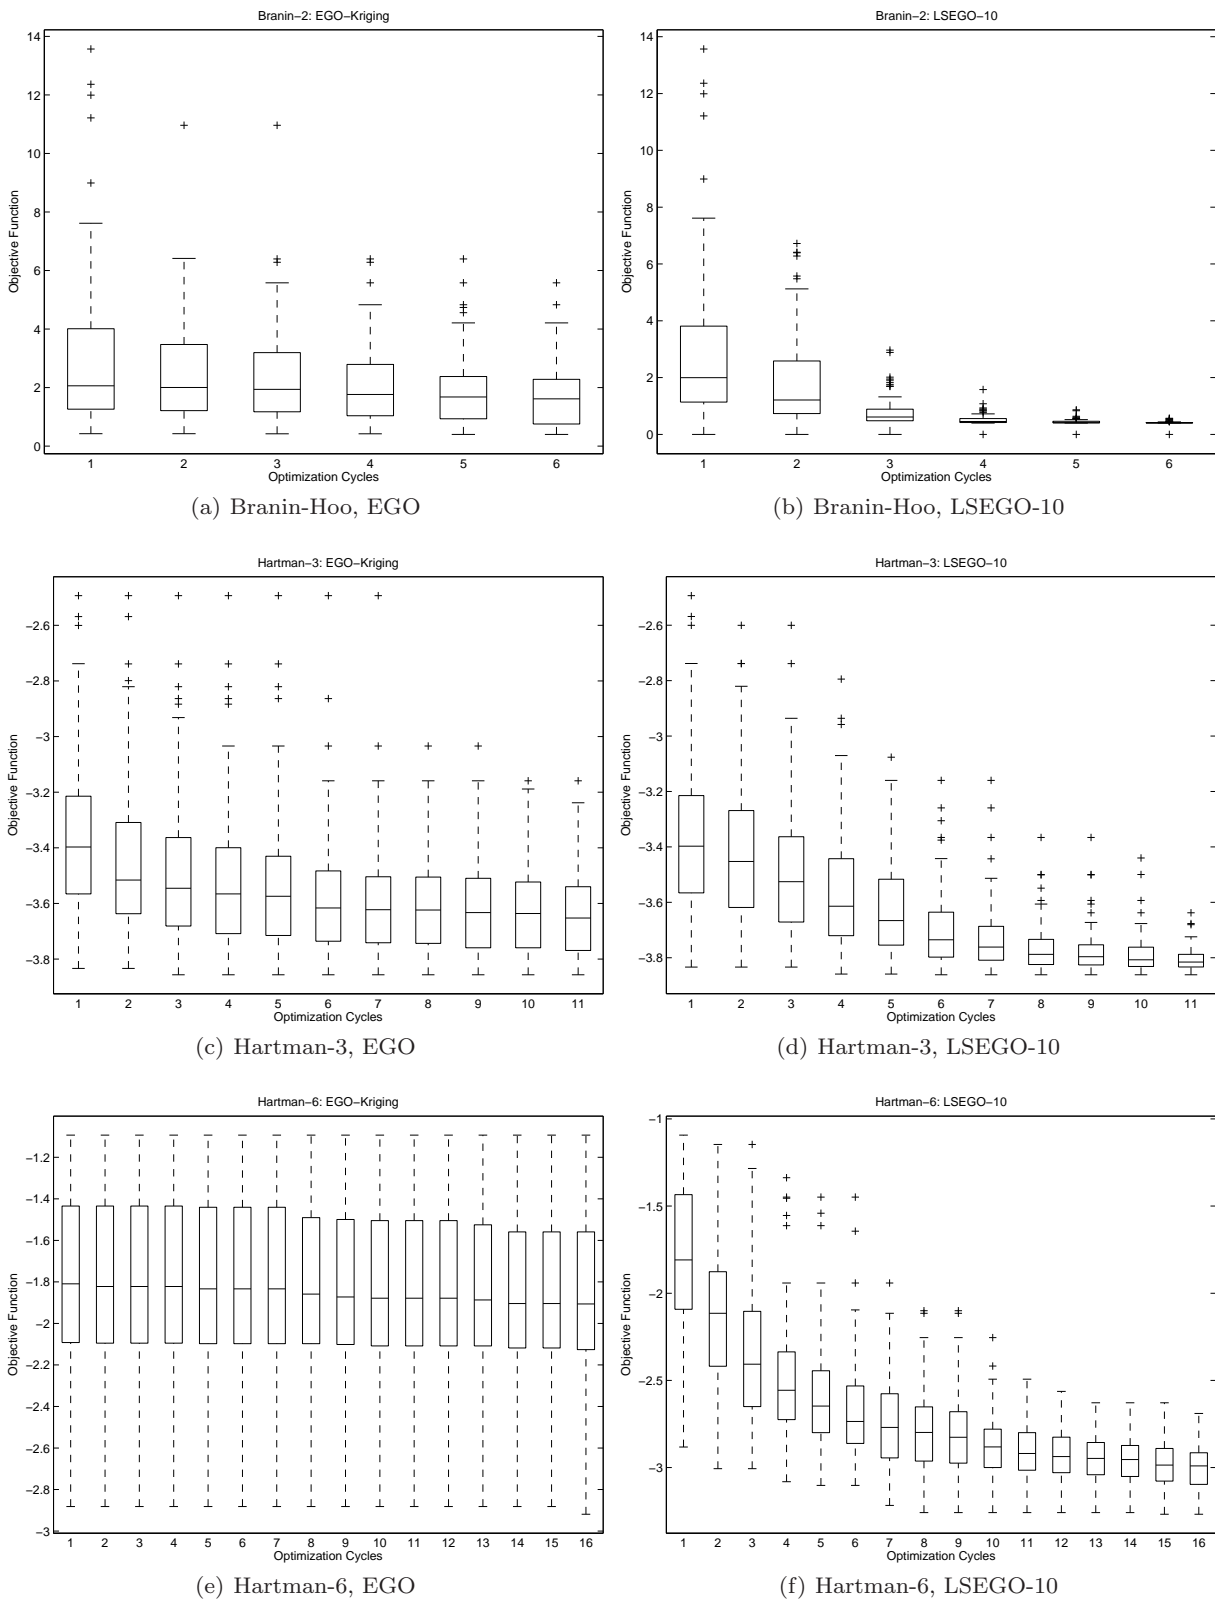 Branin−2: EGO−Kriging
14
12
10
8
6
4
2
0
Objective Function
1 2 3 4 5 6
Optimization Cycles
(a) Branin-Hoo, EGO
Branin−2: LSEGO−10
14
12
10
8
6
4
2
0
Objective Function
1 2 3 4 5 6
Optimization Cycles
(b) Branin-Hoo, LSEGO-10
Hartman−3: EGO−Kriging
−2.6
−2.8
−3
−3.2
−3.4
−3.6
−3.8
Objective Function
1 2 3 4 5 6 7 8 9 10 11
Optimization Cycles
(c) Hartman-3, EGO
Hartman−3: LSEGO−10
−2.6
−2.8
−3
−3.2
−3.4
−3.6
−3.8
Objective Function
1 2 3 4 5 6 7 8 9 10 11
Optimization Cycles
(d) Hartman-3, LSEGO-10
Hartman−6: EGO−Kriging
−1.2
−1.4
−1.6
−1.8
−2
−2.2
−2.4
−2.6
−2.8
−3
Objective Function
1 2 3 4 5 6 7 8 9 10 11 12 13 14 15 16
Optimization Cycles
(e) Hartman-6, EGO
Hartman−6: LSEGO−10
−1
−1.5
−2
−2.5
−3
Objective Function
1 2 3 4 5 6 7 8 9 10 11 12 13 14 15 16
Optimization Cycles
(f) Hartman-6, LSEGO-10